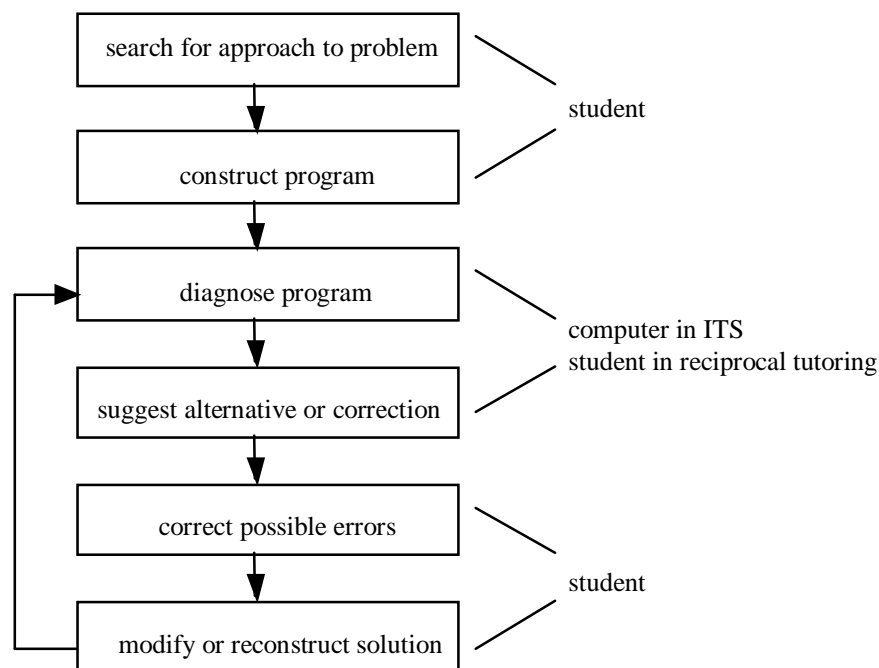 search for approach to problem
student
construct program
diagnose program
computer in ITS
student in reciprocal tutoring
suggest alternative or correction
correct possible errors
student
modify or reconstruct solution